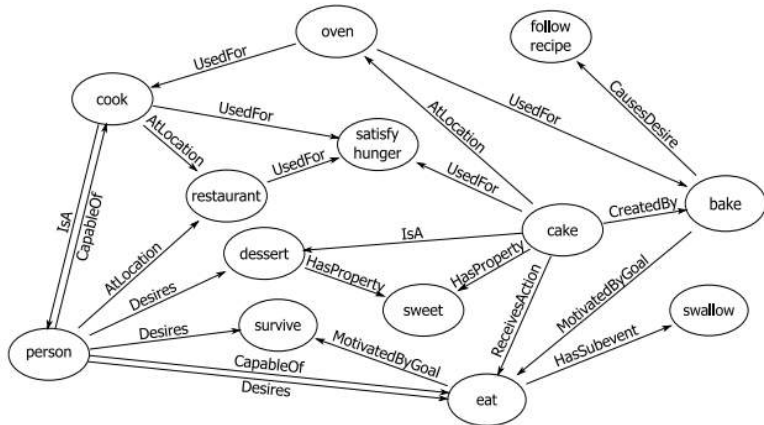 oven
follow
recipe
UsedFor
cook
UsedFor
AtLocation
UsedFor
CausesDesire
AtLocation
satisfy
hunger
UsedFor
UsedFor
restaurant
IsA
CapableOf
CreatedBy
bake
cake
IsA
dessert
AtLocation
HasProperty
HasProperty
Desires
sweet
ReceivesAction
MotivatedByGoal
swallow
survive
Desires
MotivatedByGoal
HasSubevent
person
CapableOf
Desires
eat